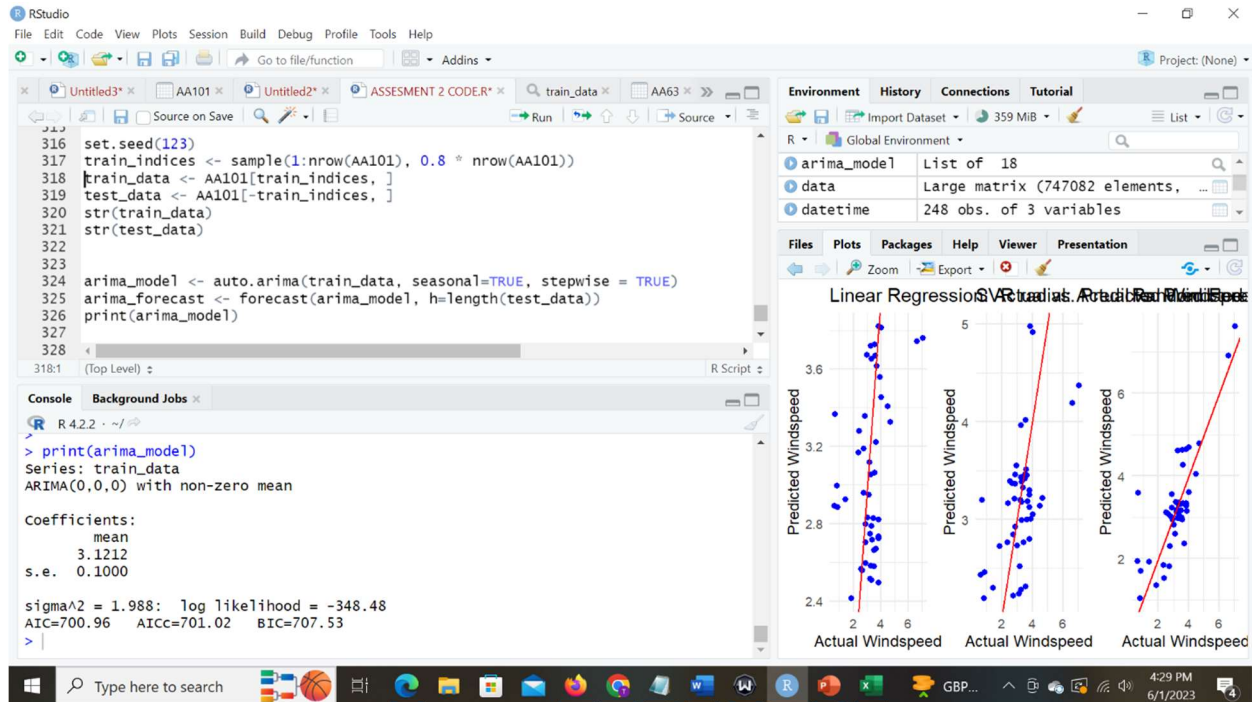 RStudio
File Edit Code View Plots Session Build Debug Profile Tools Help
Go to file/function
Addins
Project: (None)
Untitled3* AA101 Untitled2* ASSESMENT 2 CODE.R* train_data AA63
Source on Save
Run
Source
316 set.seed(123)
317 train_indices <- sample(1:nrow(AA101), 0.8 * nrow(AA101))
318 train_data <- AA101[train_indices, ]
319 test_data <- AA101[-train_indices, ]
320 str(train_data)
321 str(test_data)
322
323
324 arima_model <- auto.arima(train_data, seasonal=TRUE, stepwise = TRUE)
325 arima_forecast <- forecast(arima_model, h=length(test_data))
326 print(arima_model)
327
328
318:1 (Top Level) R Script
Console Background Jobs
R 4.2.2 · ~/
>
> print(arima_model)
Series: train_data
ARIMA(0,0,0) with non-zero mean
Coefficients:
mean
3.1212
s.e. 0.1000
sigma^2 = 1.988: log likelihood = -348.48
AIC=700.96 AICc=701.02 BIC=707.53
>
Environment History Connections Tutorial
Import Dataset 359 MiB List
R Global Environment
arima_model List of 18
data Large matrix (747082 elements, …
datetime 248 obs. of 3 variables
Files Plots Packages Help Viewer Presentation
Zoom Export
Linear Regression
3.6
3.2
2.8
2.4
Predicted Windspeed
2 4 6
Actual Windspeed
5
4
3
Predicted Windspeed
2 4 6
Actual Windspeed
6
4
2
Predicted Windspeed
2 4 6
Actual Windspeed
Type here to search
GBP...
4:29 PM
6/1/2023
4